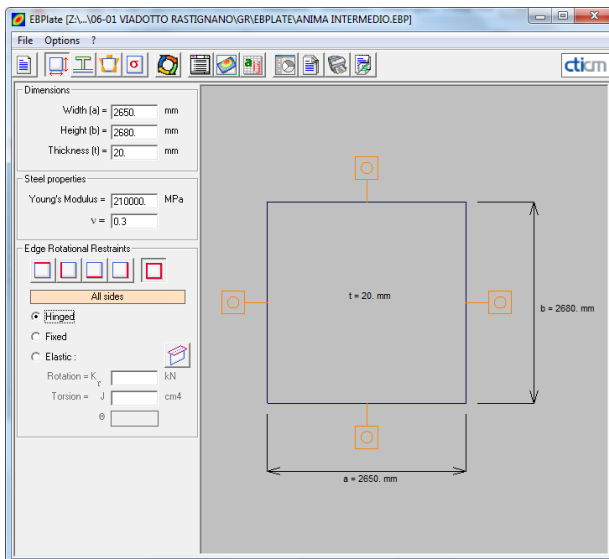 EBPlate [Z:\...\06-01 VIADOTTO RASTIGNANO\GR\EBPLATE\ANIMA INTERMEDIO.EBP]
File Options ?
cticm
Dimensions
Width (a) = 2650. mm
Height (b) = 2680. mm
Thickness (t) = 20. mm
Steel properties
Young's Modulus = 210000. MPa
ν = 0.3
Edge Rotational Restraints
All sides
Hinged
Fixed
Elastic :
Rotation = Kr kN
Torsion = J cm4
Θ
t = 20. mm
b = 2680. mm
a = 2650. mm